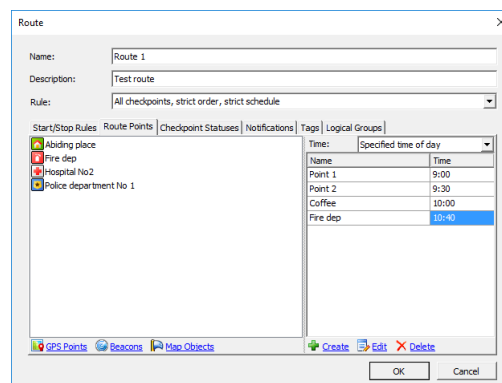 Route
Name: Route 1
Description: Test route
Rule: All checkpoints, strict order, strict schedule
Start/Stop Rules Route Points Checkpoint Statuses Notifications Tags Logical Groups
Abiding place
Fire dep
Hospital No2
Police department No 1
Time: Specified time of day
Name Time
Point 1 9:00
Point 2 9:30
Coffee 10:00
Fire dep 10:40
GPS Points Beacons Map Objects
Create Edit Delete
OK Cancel